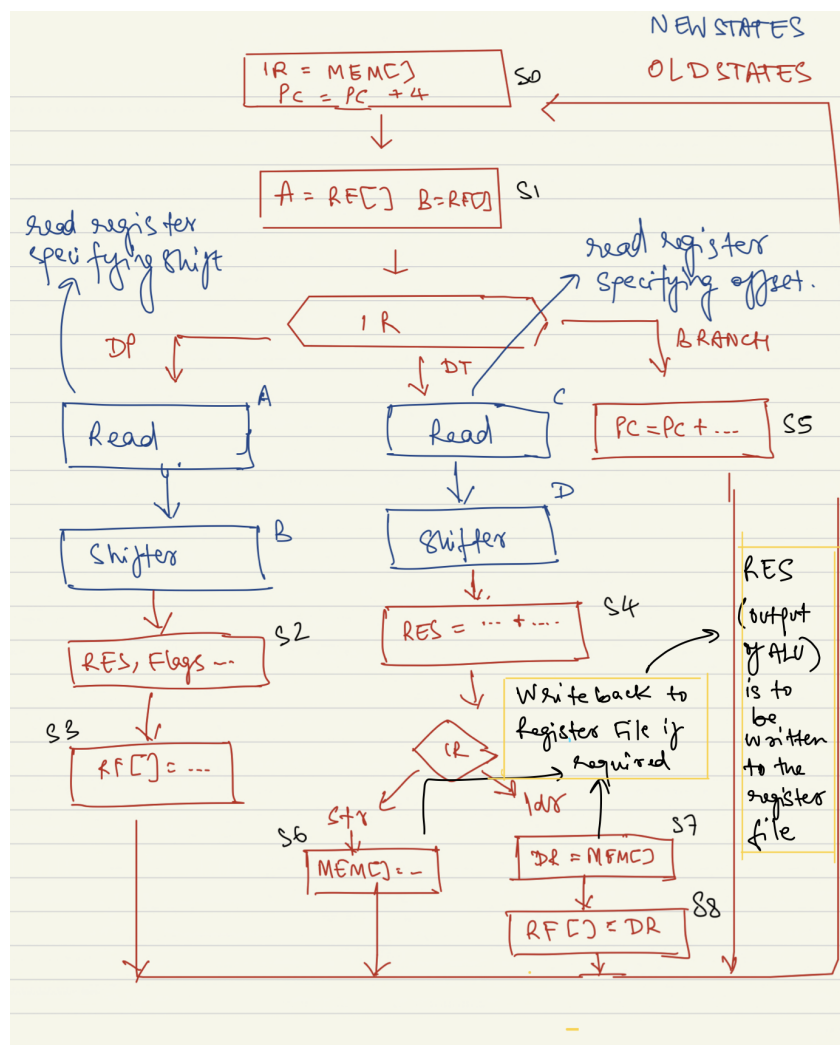 NEW STATES
OLD STATES
IR = MEM[]
PC = PC + 4
S0
A = RF[] B=RF[]
S1
read register
specifying shift
read register
specifying offset.
IR
DP
DT
BRANCH
A
Read
C
Read
PC = PC + ...
S5
B
Shifter
D
Shifter
S2
RES, Flags ...
S4
RES = ... + ....
RES
(output
of ALU)
is to
be
written
to the
register
file
Write back to
Register File if
required
S3
RF[] = ...
IR
str
ldr
S6
MEM[] = ..
S7
DR = MEM[]
S8
RF[] = DR